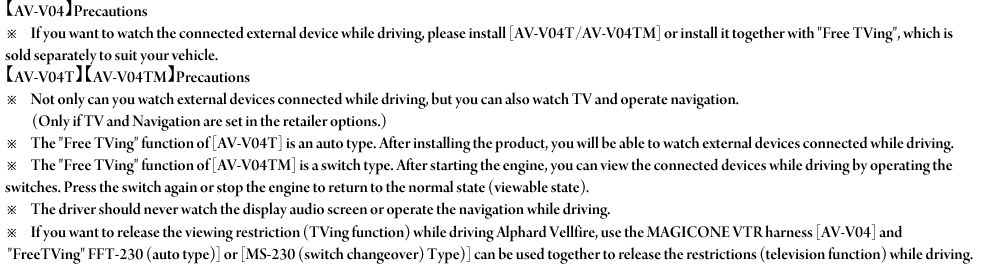 【AV-V04】Precautions
※ If you want to watch the connected external device while driving, please install [AV-V04T/AV-V04TM] or install it together with "Free TVing", which is
sold separately to suit your vehicle.
【AV-V04T】【AV-V04TM】Precautions
※ Not only can you watch external devices connected while driving, but you can also watch TV and operate navigation.
(Only if TV and Navigation are set in the retailer options.)
※ The "Free TVing" function of [AV-V04T] is an auto type. After installing the product, you will be able to watch external devices connected while driving.
※ The "Free TVing" function of [AV-V04TM] is a switch type. After starting the engine, you can view the connected devices while driving by operating the
switches. Press the switch again or stop the engine to return to the normal state (viewable state).
※ The driver should never watch the display audio screen or operate the navigation while driving.
※ If you want to release the viewing restriction (TVing function) while driving Alphard Vellfire, use the MAGICONE VTR harness [AV-V04] and
"FreeTVing" FFT-230 (auto type)] or [MS-230 (switch changeover) Type)] can be used together to release the restrictions (television function) while driving.